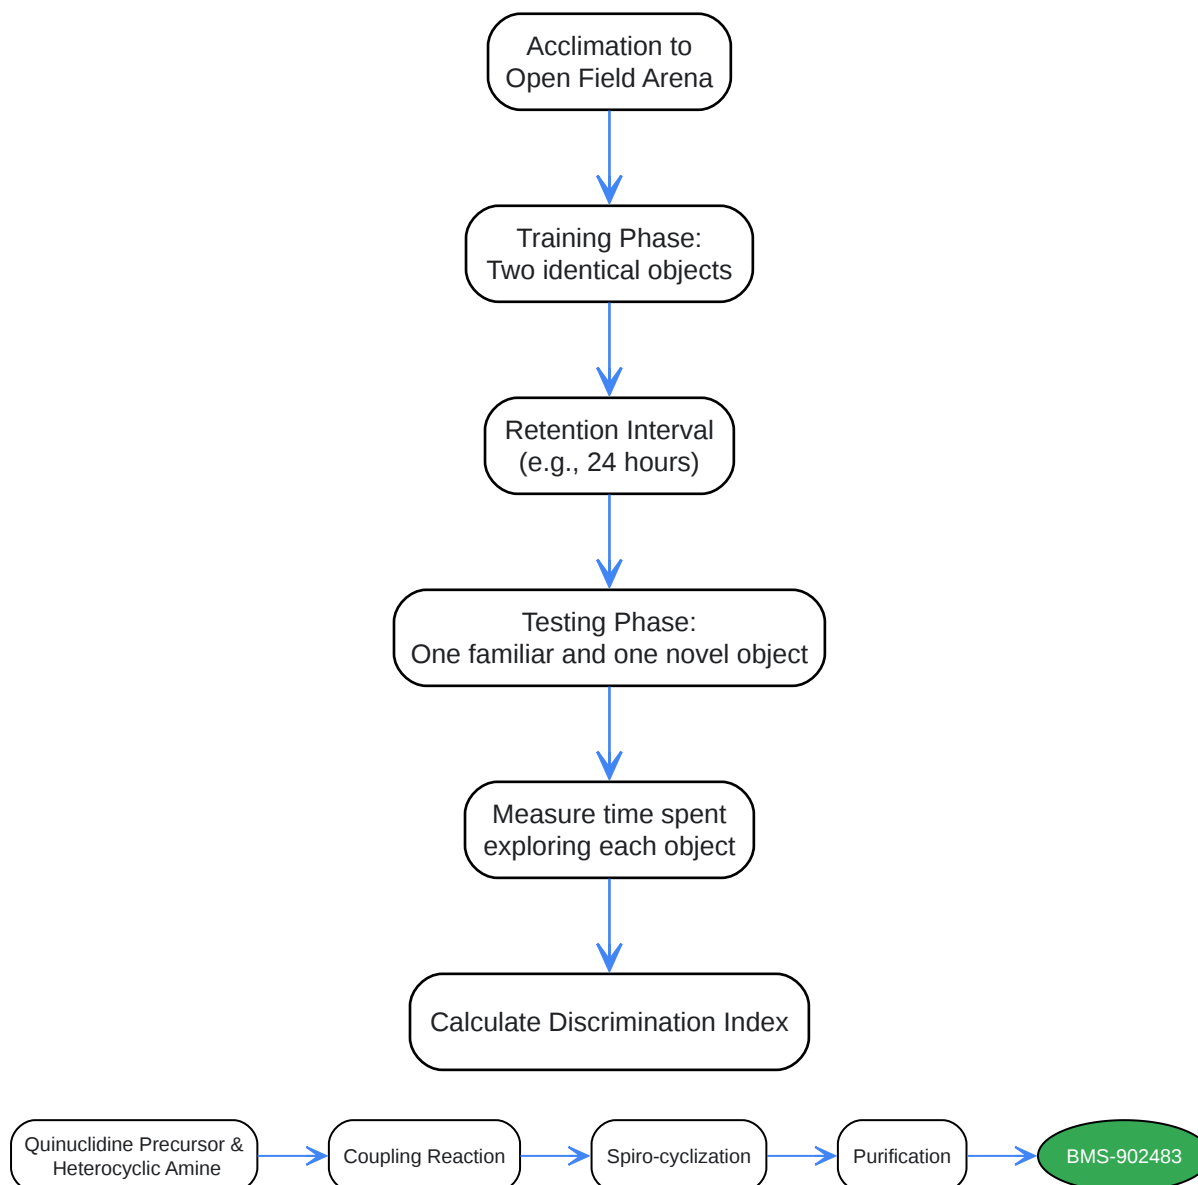 Acclimation to
Open Field Arena
Training Phase:
Two identical objects
Retention Interval
(e.g., 24 hours)
Testing Phase:
One familiar and one novel object
Measure time spent
exploring each object
Calculate Discrimination Index
Quinuclidine Precursor &
Heterocyclic Amine
Coupling Reaction
Spiro-cyclization
Purification
BMS-902483